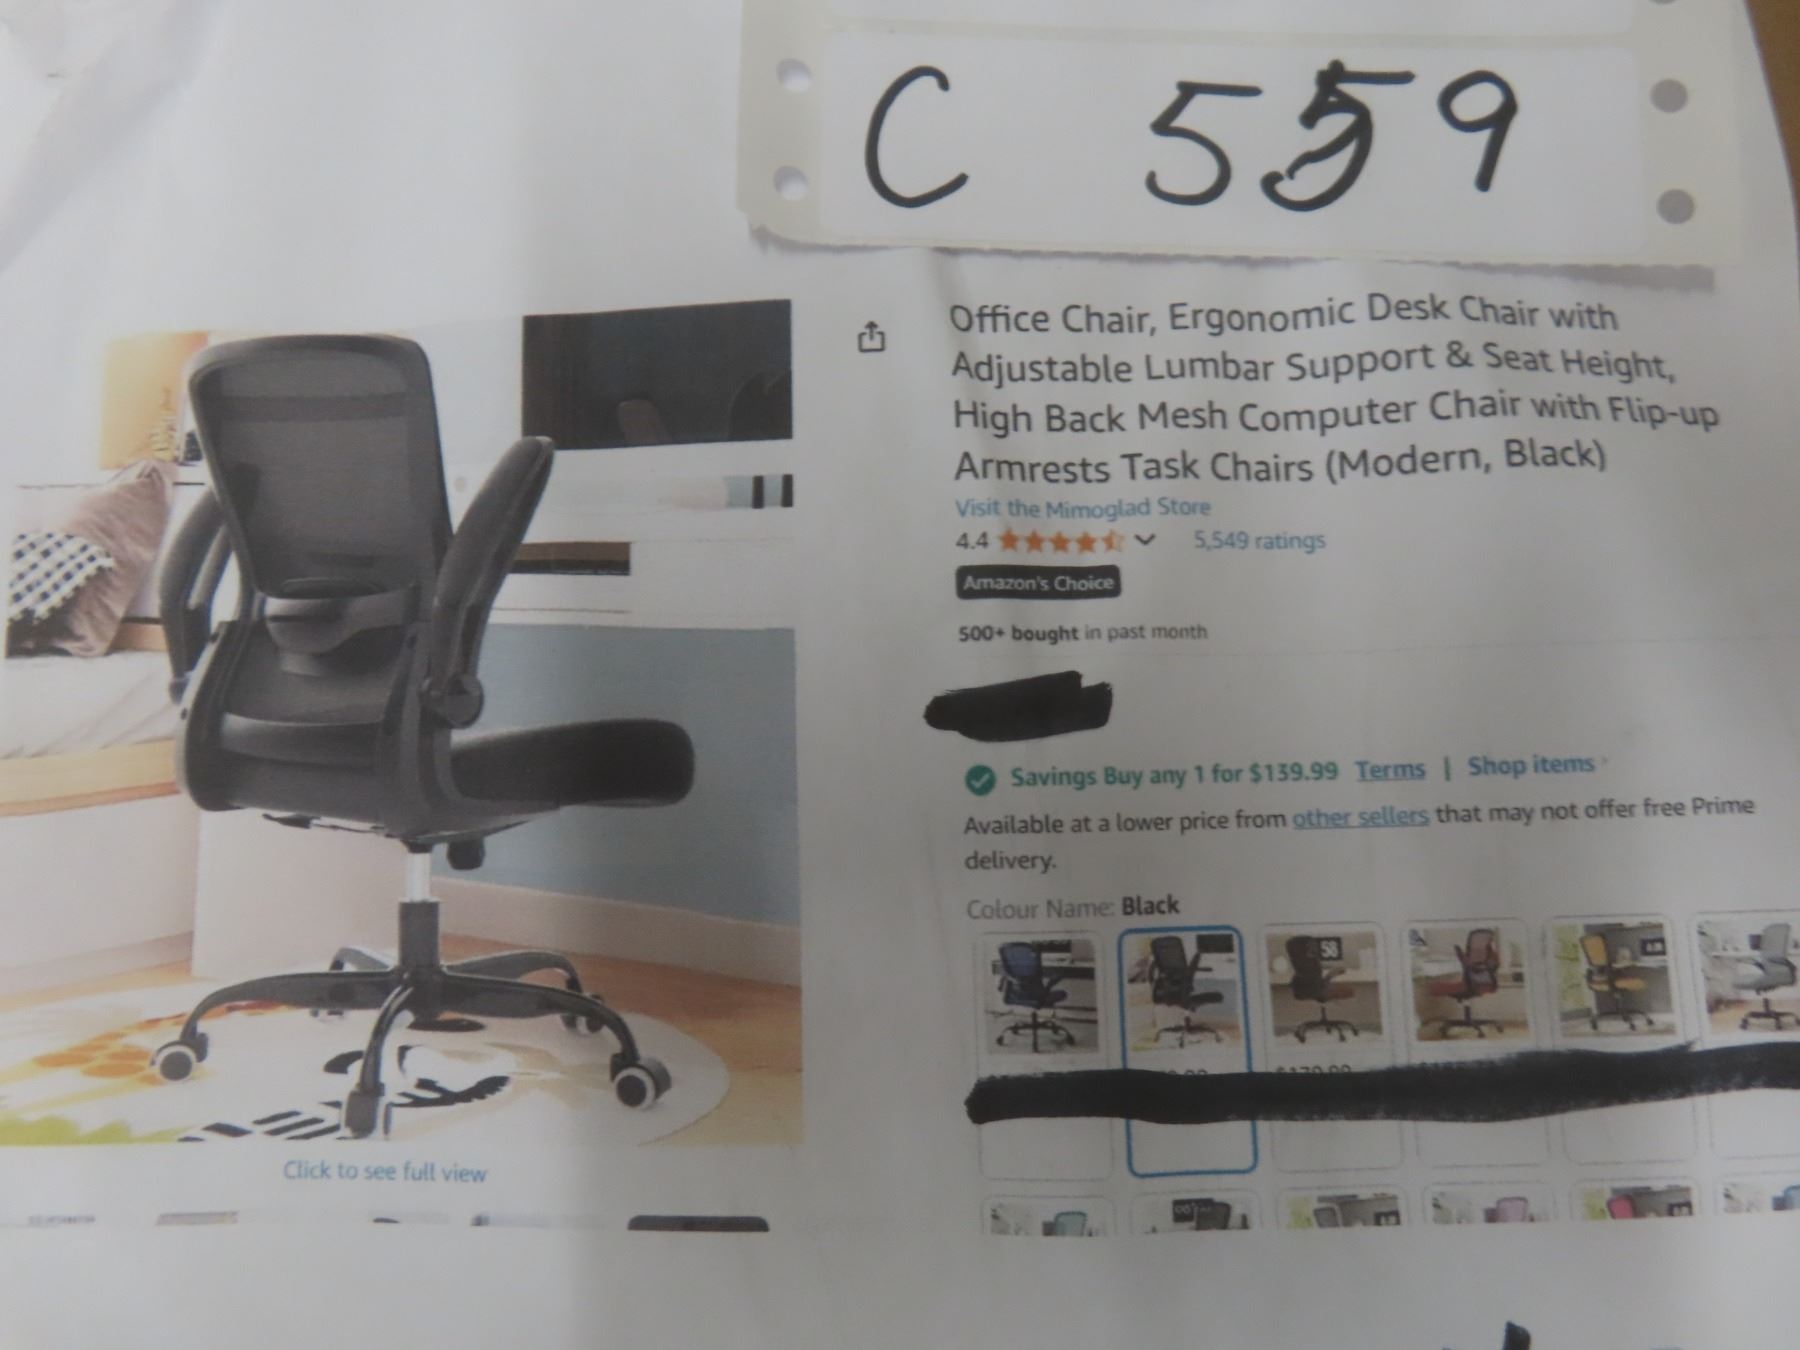 C 559
Office Chair, Ergonomic Desk Chair with
Adjustable Lumbar Support & Seat Height,
High Back Mesh Computer Chair with Flip-up
Armrests Task Chairs (Modern, Black)
Visit the Mimoglad Store
4.4 5,549 ratings
Amazon's Choice
500+ bought in past month
Savings Buy any 1 for $139.99 Terms | Shop items
Available at a lower price from other sellers that may not offer free Prime
delivery.
Colour Name: Black
58
Click to see full view